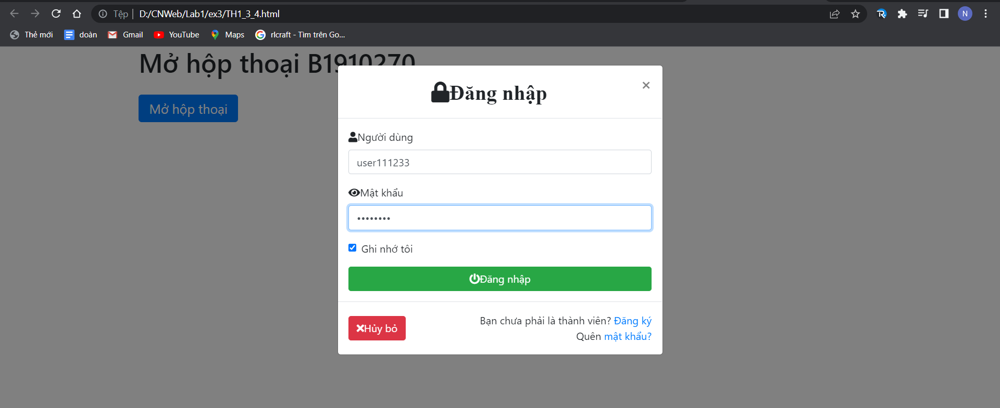 Tệp | D:/CNWeb/Lab1/ex3/TH1_3_4.html N
Thẻ mới doàn Gmail YouTube Maps rlcraft - Tìm trên Go...
Mở hộp thoại B1910270
Mở hộp thoại
Đăng nhập ×
Người dùng
user111233
Mật khẩu
••••••••
Ghi nhớ tôi
Đăng nhập
Hủy bỏ
Bạn chưa phải là thành viên? Đăng ký
Quên mật khẩu?